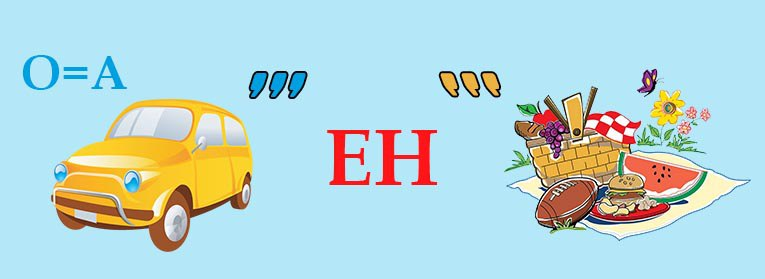 O=A
,,, ,,,
EH